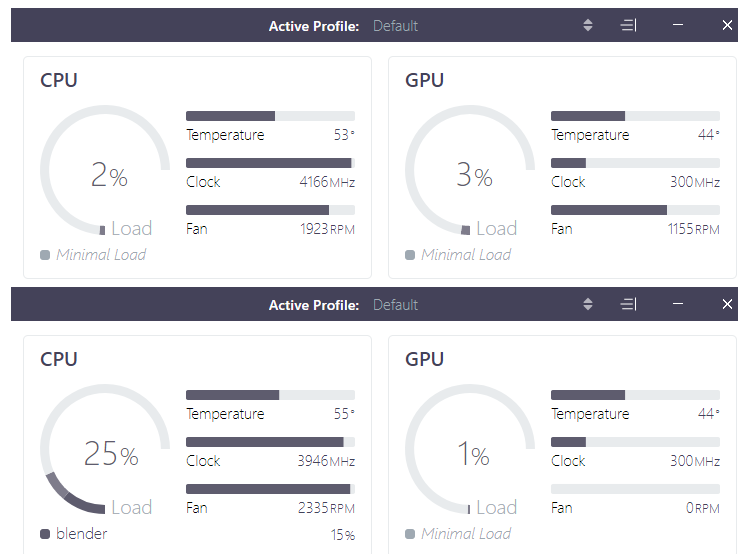 Active Profile: Default
CPU
2%
Load
Minimal Load
Temperature 53°
Clock 4166MHz
Fan 1923RPM
GPU
3%
Load
Minimal Load
Temperature 44°
Clock 300MHz
Fan 1155RPM
Active Profile: Default
CPU
25%
Load
blender 15%
Temperature 55°
Clock 3946MHz
Fan 2335RPM
GPU
1%
Load
Minimal Load
Temperature 44°
Clock 300MHz
Fan 0RPM